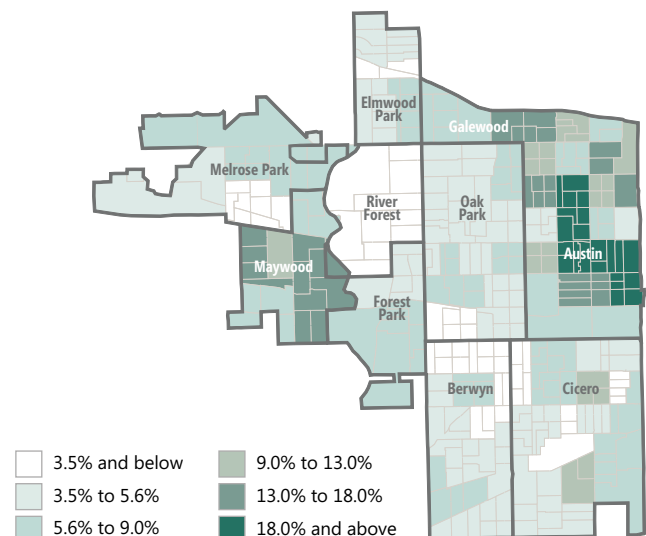 Elmwood
Park
Galewood
Melrose Park
River
Forest
Oak
Park
Austin
Maywood
Forest
Park
Berwyn
Cicero
3.5% and below
3.5% to 5.6%
5.6% to 9.0%
9.0% to 13.0%
13.0% to 18.0%
18.0% and above